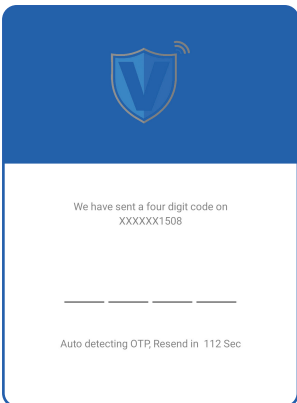 V
We have sent a four digit code on
XXXXXX1508
Auto detecting OTP, Resend in 112 Sec